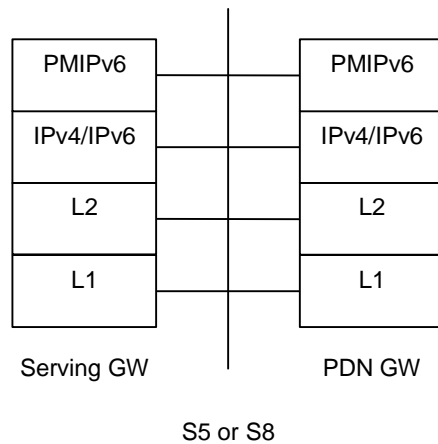 PMIPv6 PMIPv6
IPv4/IPv6 IPv4/IPv6
L2 L2
L1 L1
Serving GW PDN GW
S5 or S8